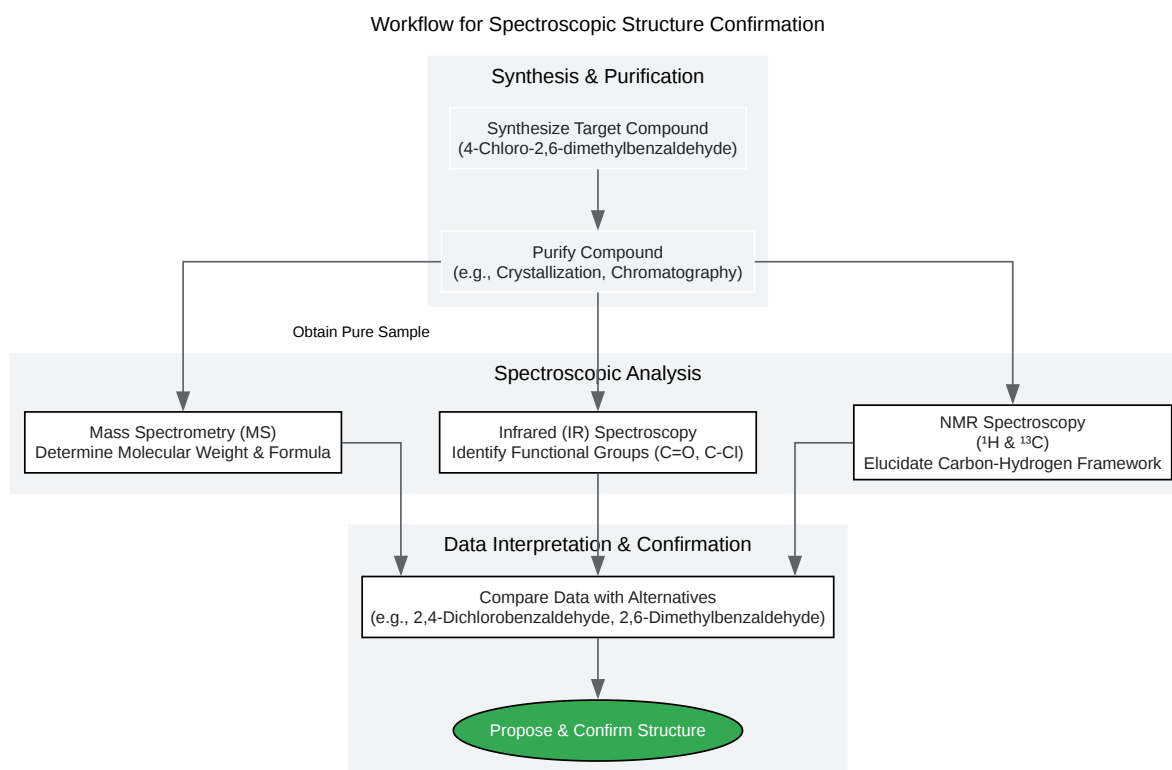 Workflow for Spectroscopic Structure Confirmation
Synthesis & Purification
Synthesize Target Compound
(4-Chloro-2,6-dimethylbenzaldehyde)
Purify Compound
(e.g., Crystallization, Chromatography)
Obtain Pure Sample
Spectroscopic Analysis
Mass Spectrometry (MS)
Determine Molecular Weight & Formula
Infrared (IR) Spectroscopy
Identify Functional Groups (C=O, C-Cl)
NMR Spectroscopy
(¹H & ¹³C)
Elucidate Carbon-Hydrogen Framework
Data Interpretation & Confirmation
Compare Data with Alternatives
(e.g., 2,4-Dichlorobenzaldehyde, 2,6-Dimethylbenzaldehyde)
Propose & Confirm Structure